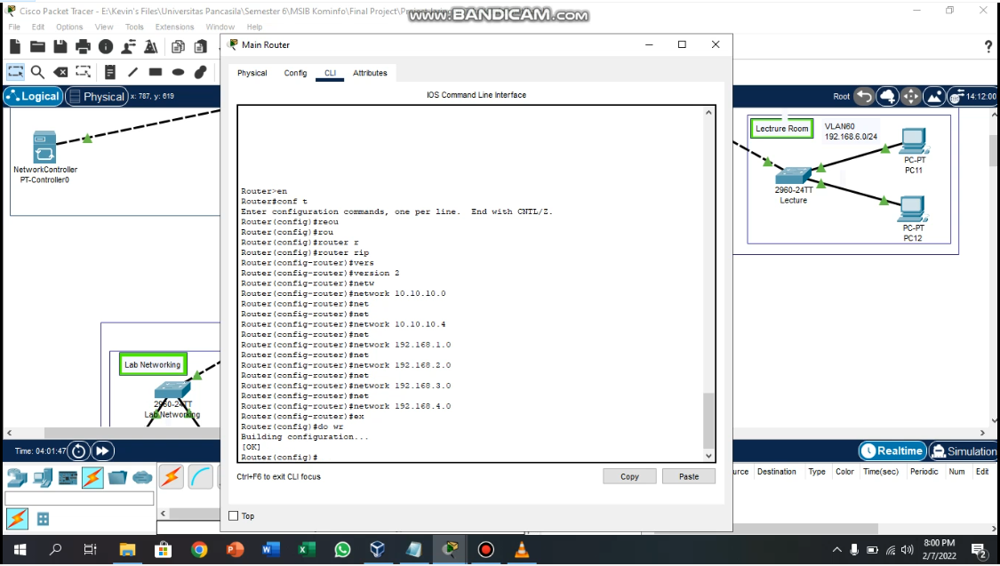 Cisco Packet Tracer - E:\Kevin's Files\Universitas Pancasila\Semester 6\MSIB Kominfo\Final Project\
www.BANDICAM.com
File Edit Options View Tools Extensions Window Help
Main Router
Logical
Physical
x: 787, y: 619
Root
14:12:00
Physical Config CLI Attributes
IOS Command Line Interface
NetworkController
PT-Controller0
Lectrure Room
VLAN60
192.168.6.0/24
PC-PT
PC11
2960-24TT
Lecture
PC-PT
PC12
Router>en
Router#conf t
Enter configuration commands, one per line. End with CNTL/Z.
Router(config)#reou
Router(config)#rou
Router(config)#router r
Router(config)#router rip
Router(config-router)#vers
Router(config-router)#version 2
Router(config-router)#netw
Router(config-router)#network 10.10.10.0
Router(config-router)#net
Router(config-router)#net
Router(config-router)#network 10.10.10.4
Router(config-router)#net
Router(config-router)#network 192.168.1.0
Router(config-router)#net
Router(config-router)#network 192.168.2.0
Router(config-router)#net
Router(config-router)#network 192.168.3.0
Router(config-router)#net
Router(config-router)#network 192.168.4.0
Router(config-router)#ex
Router(config)#do wr
Building configuration...
[OK]
Router(config)#
Lab Networking
2960-24TT
Lab Networking
Ctrl+F6 to exit CLI focus
Copy
Paste
Top
Time: 04:01:47
Realtime
Simulation
Destination Type Color Time(sec) Periodic Num Edit
8:00 PM
2/7/2022
2